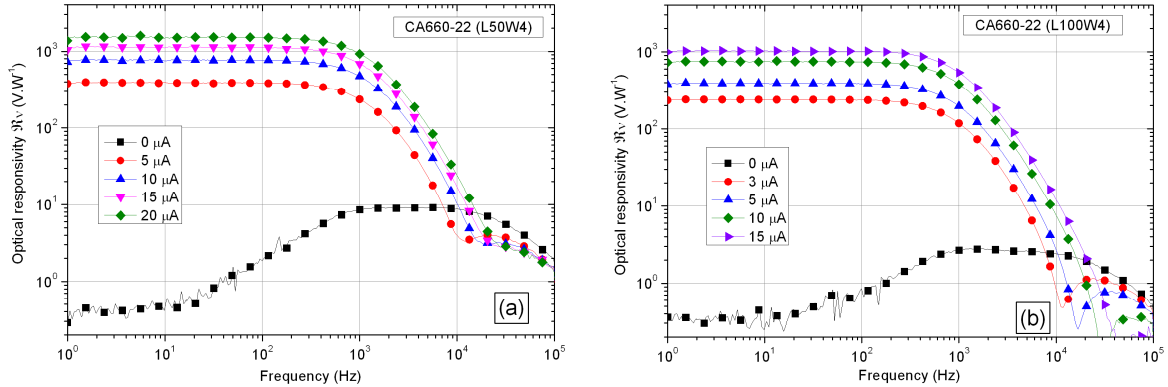 CA660-22 (L50W4)
10³
10²
10¹
10⁰
Optical responsivity ℜᵥ (V.W⁻¹)
0 µA
5 µA
10 µA
15 µA
20 µA
(a)
10⁰ 10¹ 10² 10³ 10⁴ 10⁵
Frequency (Hz)
CA660-22 (L100W4)
10³
10²
10¹
10⁰
Optical responsivity ℜᵥ (V.W⁻¹)
0 µA
3 µA
5 µA
10 µA
15 µA
(b)
10⁰ 10¹ 10² 10³ 10⁴ 10⁵
Frequency (Hz)